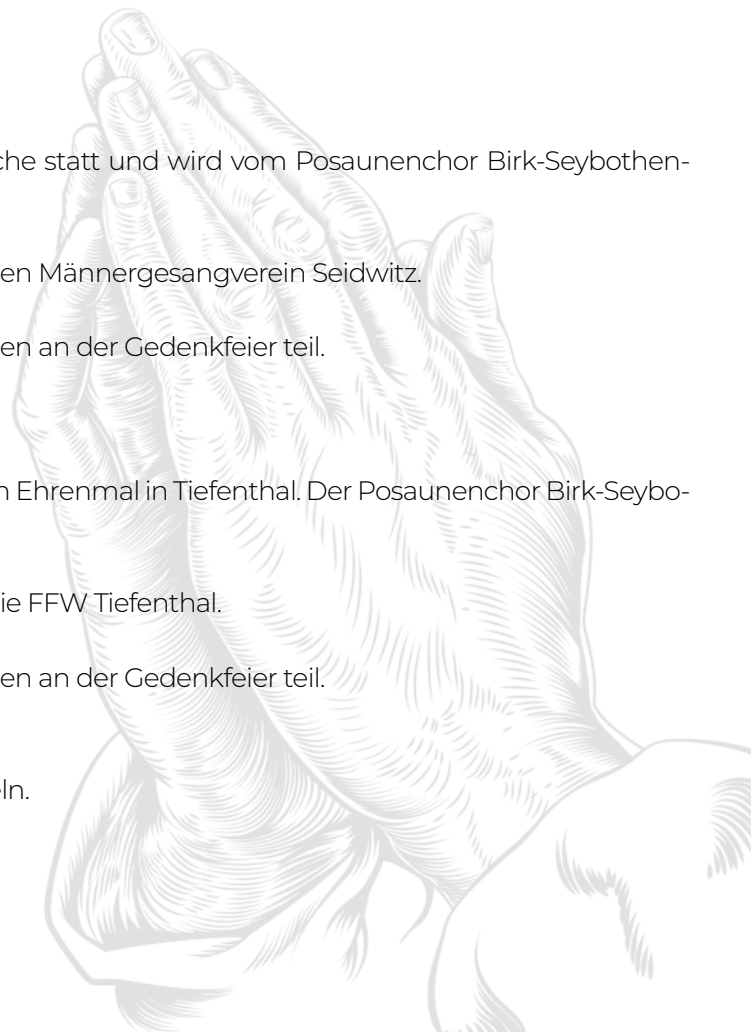 che statt und wird vom Posaunenchor Birk-Seybothen-
en Männergesangverein Seidwitz.
en an der Gedenkfeier teil.
Ehrenmal in Tiefenthal. Der Posaunenchor Birk-Seybo-
ie FFW Tiefenthal.
en an der Gedenkfeier teil.
ln.